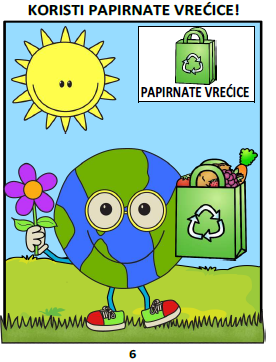 KORISTI PAPIRNATE VREĆICE!
PAPIRNATE VREĆICE
6